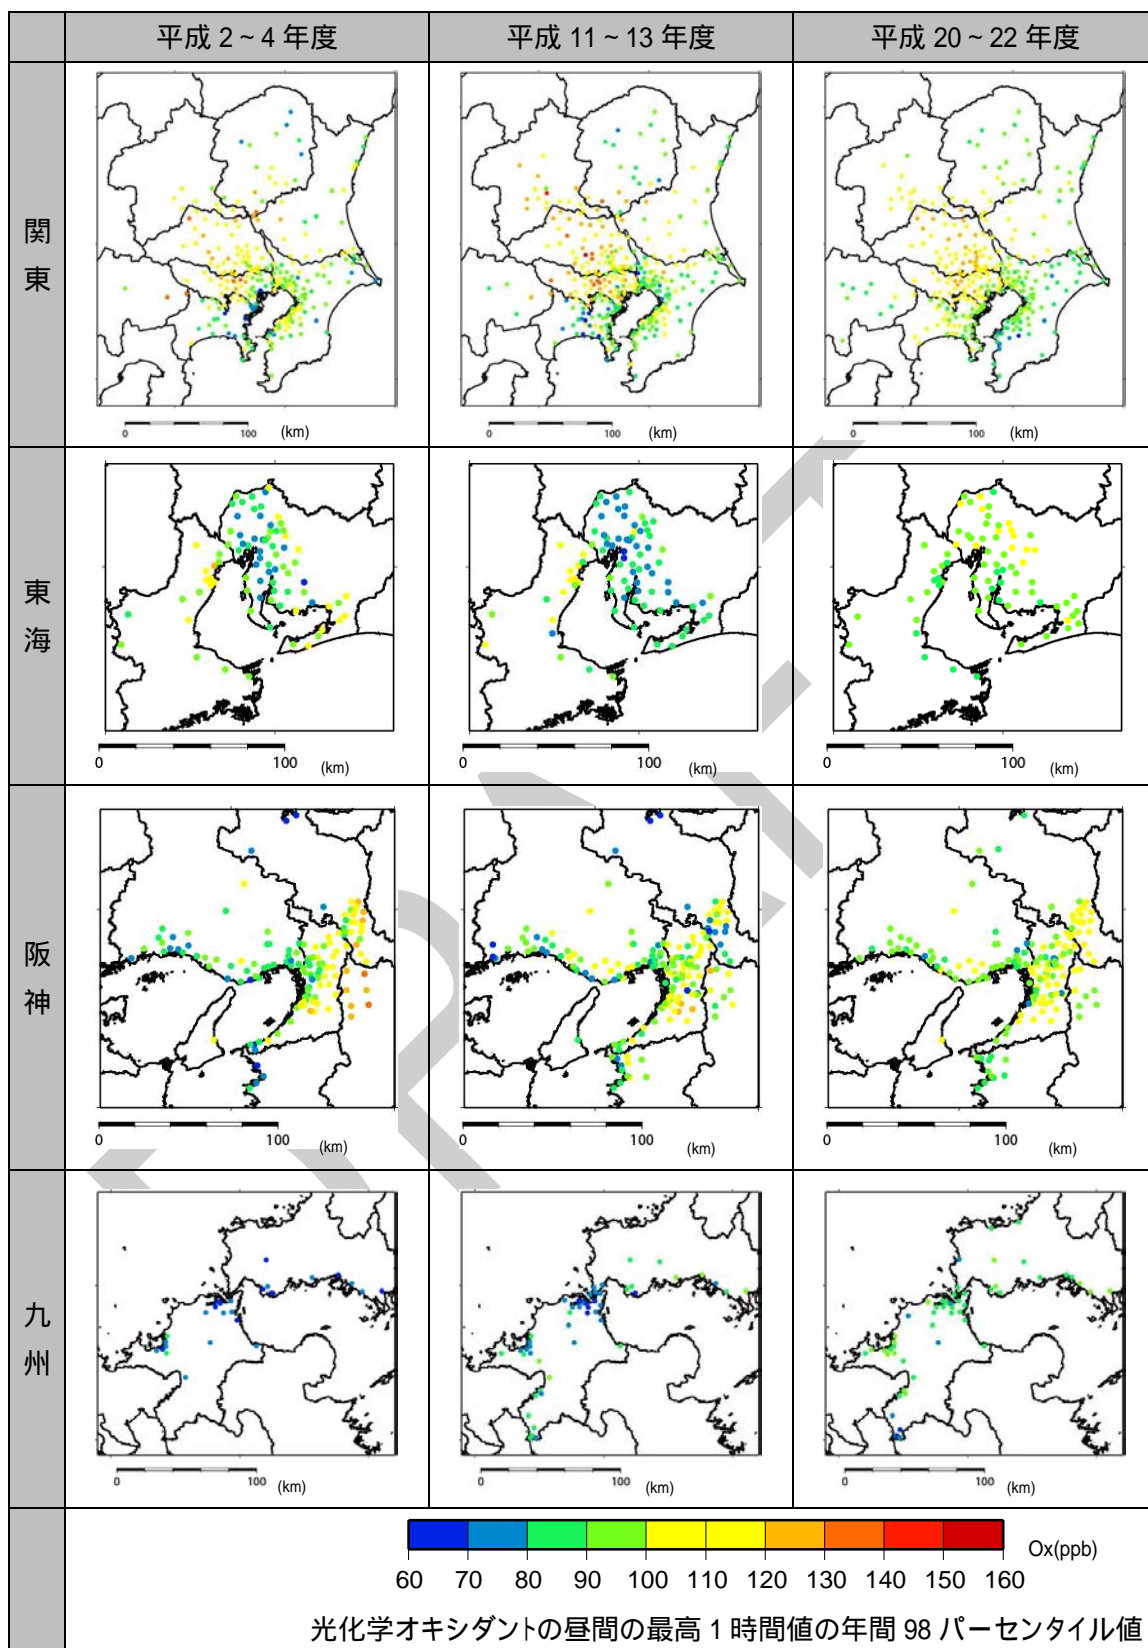 平成 2~4 年度 平成 11~13 年度 平成 20~22 年度
関東
0 100 (km) 0 100 (km) 0 100 (km)
東海
0 100 (km) 0 100 (km) 0 100 (km)
阪神
0 100 (km) 0 100 (km) 0 100 (km)
九州
0 100 (km) 0 100 (km) 0 100 (km)
Ox(ppb)
60 70 80 90 100 110 120 130 140 150 160
光化学オキシダントの昼間の最高 1 時間値の年間 98 パーセンタイル値